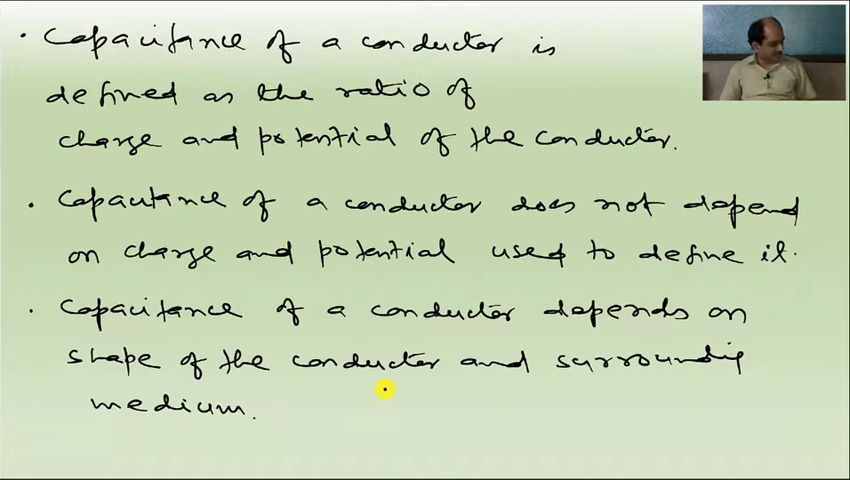 • Capacitance of a conductor is
defined as the ratio of
charge and potential of the conductor.
• Capacitance of a conductor does not depend
on charge and potential used to define it.
• Capacitance of a conductor depends on
shape of the conductor and surrounding
medium.